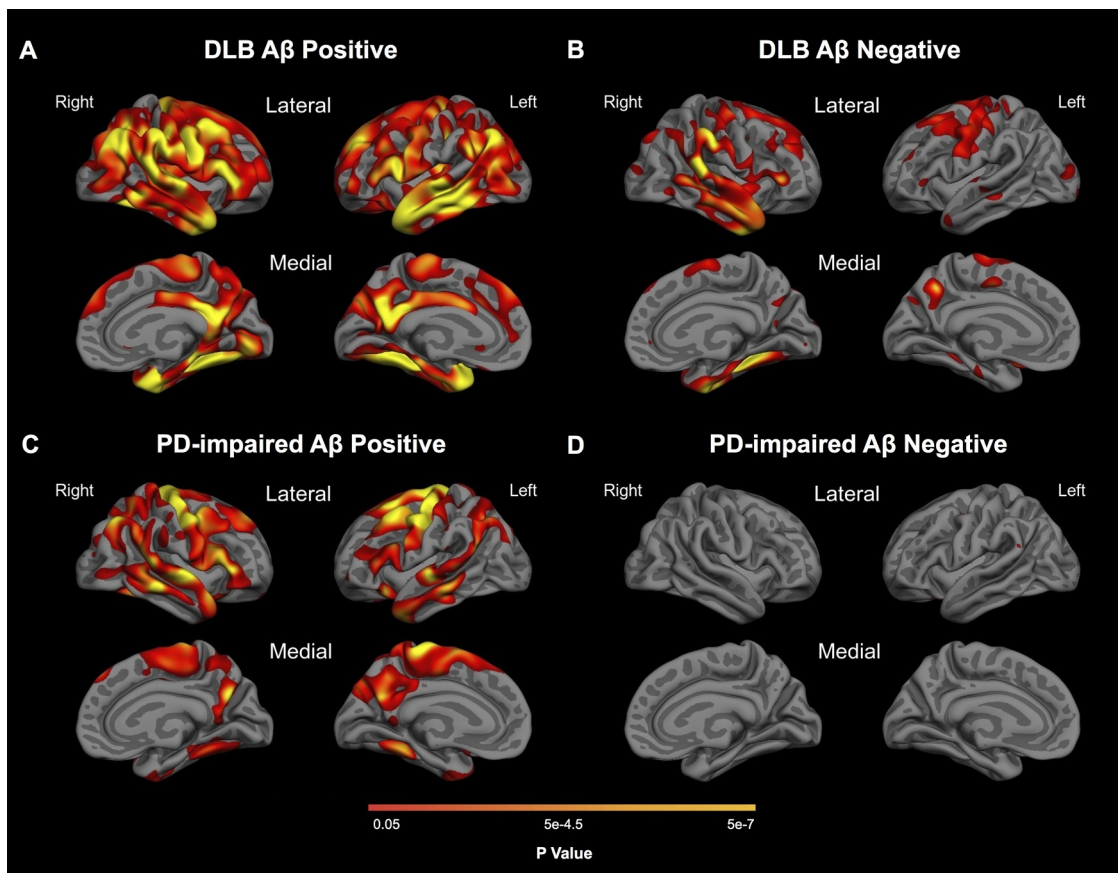 A DLB Aβ Positive
Right Lateral Left
Medial
B DLB Aβ Negative
Right Lateral Left
Medial
C PD-impaired Aβ Positive
Right Lateral Left
Medial
D PD-impaired Aβ Negative
Right Lateral Left
Medial
0.05 5e-4.5 5e-7
P Value